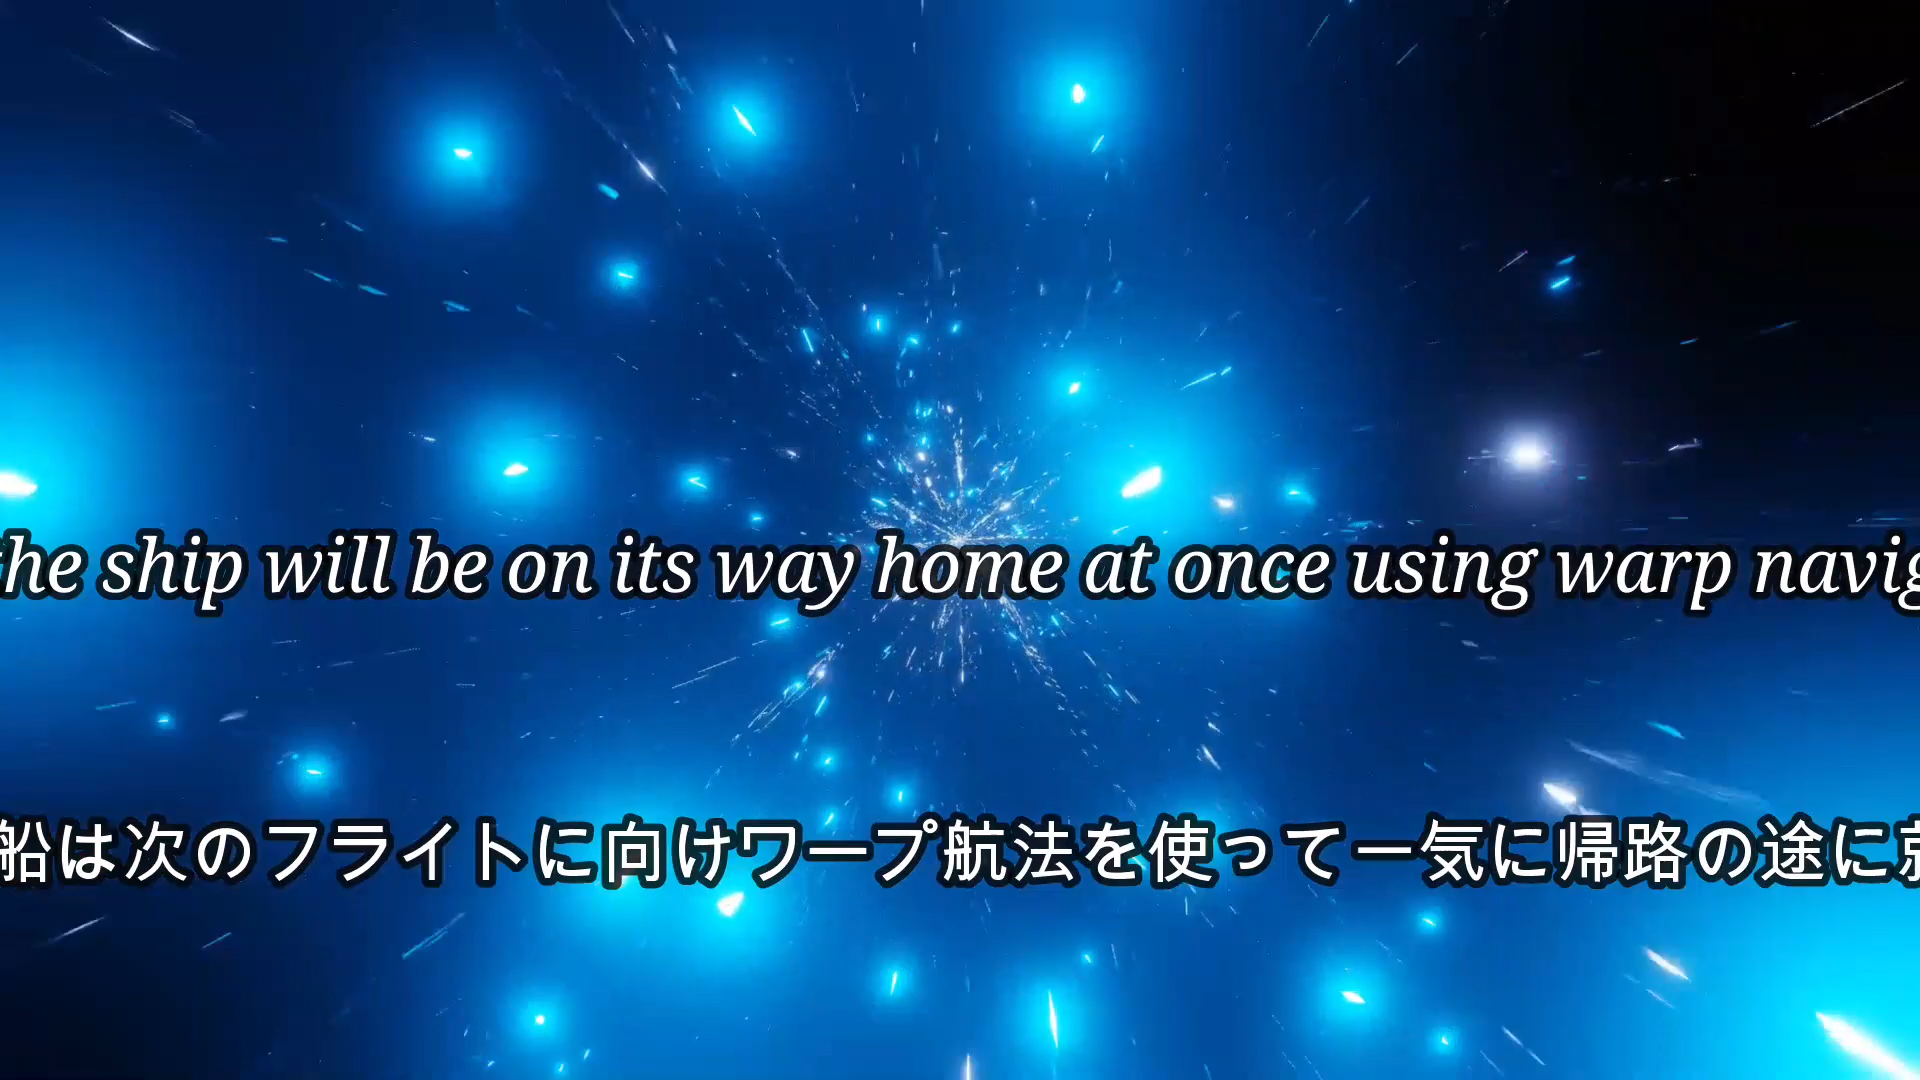 the ship will be on its way home at once using warp navig
船は次のフライトに向けワープ航法を使って一気に帰路の途に就